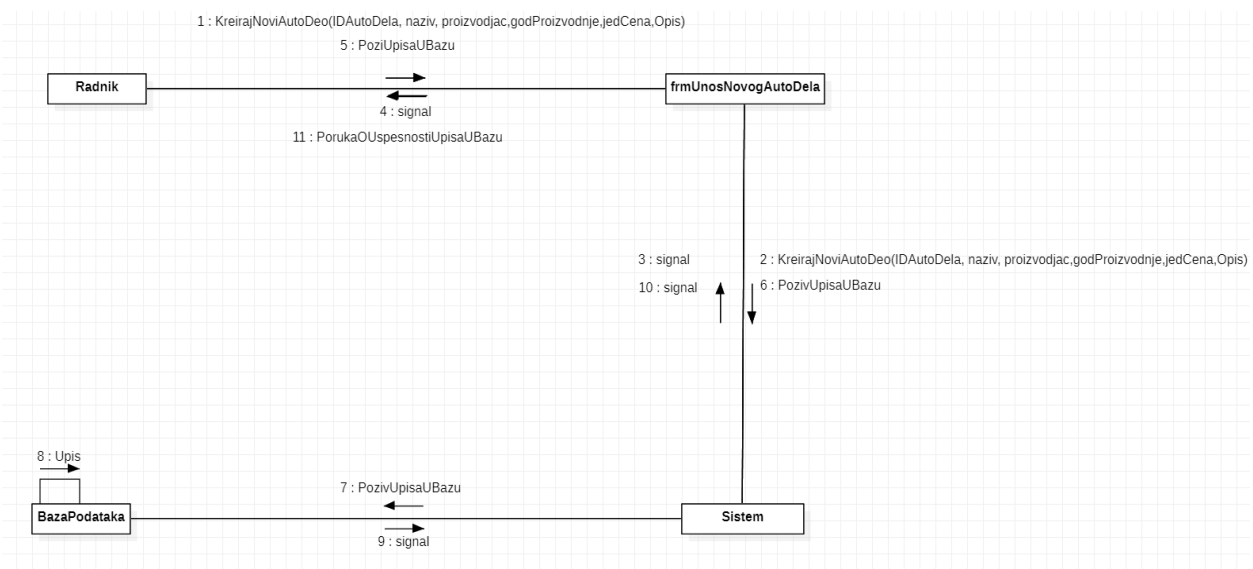 1 : KreirajNoviAutoDeo(IDAutoDela, naziv, proizvodjac,godProizvodnje,jedCena,Opis)
5 : PoziUpisaUBazu
Radnik
frmUnosNovogAutoDela
4 : signal
11 : PorukaOUspesnostiUpisaUBazu
3 : signal
2 : KreirajNoviAutoDeo(IDAutoDela, naziv, proizvodjac,godProizvodnje,jedCena,Opis)
10 : signal
6 : PozivUpisaUBazu
8 : Upis
7 : PozivUpisaUBazu
BazaPodataka
Sistem
9 : signal